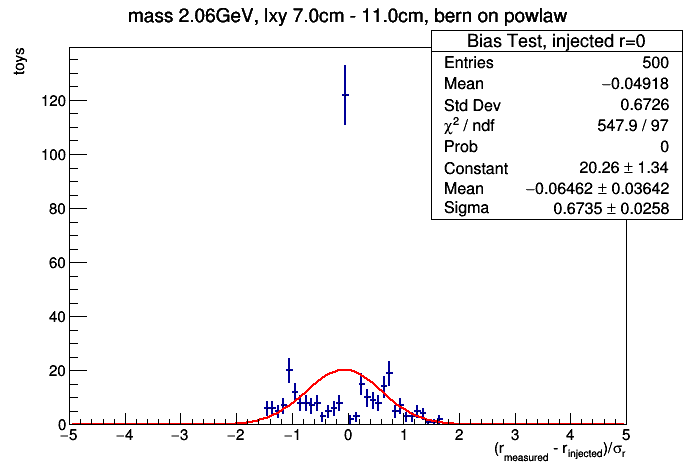 mass 2.06GeV, lxy 7.0cm - 11.0cm, bern on powlaw
Bias Test, injected r=0
Entries 500
Mean −0.04918
Std Dev 0.6726
χ² / ndf 547.9 / 97
Prob 0
Constant 20.26 ± 1.34
Mean −0.06462 ± 0.03642
Sigma 0.6735 ± 0.0258
toys
120
100
80
60
40
20
0
−5 −4 −3 −2 −1 0 1 2 3 4 5
(r_measured - r_injected)/σ_r